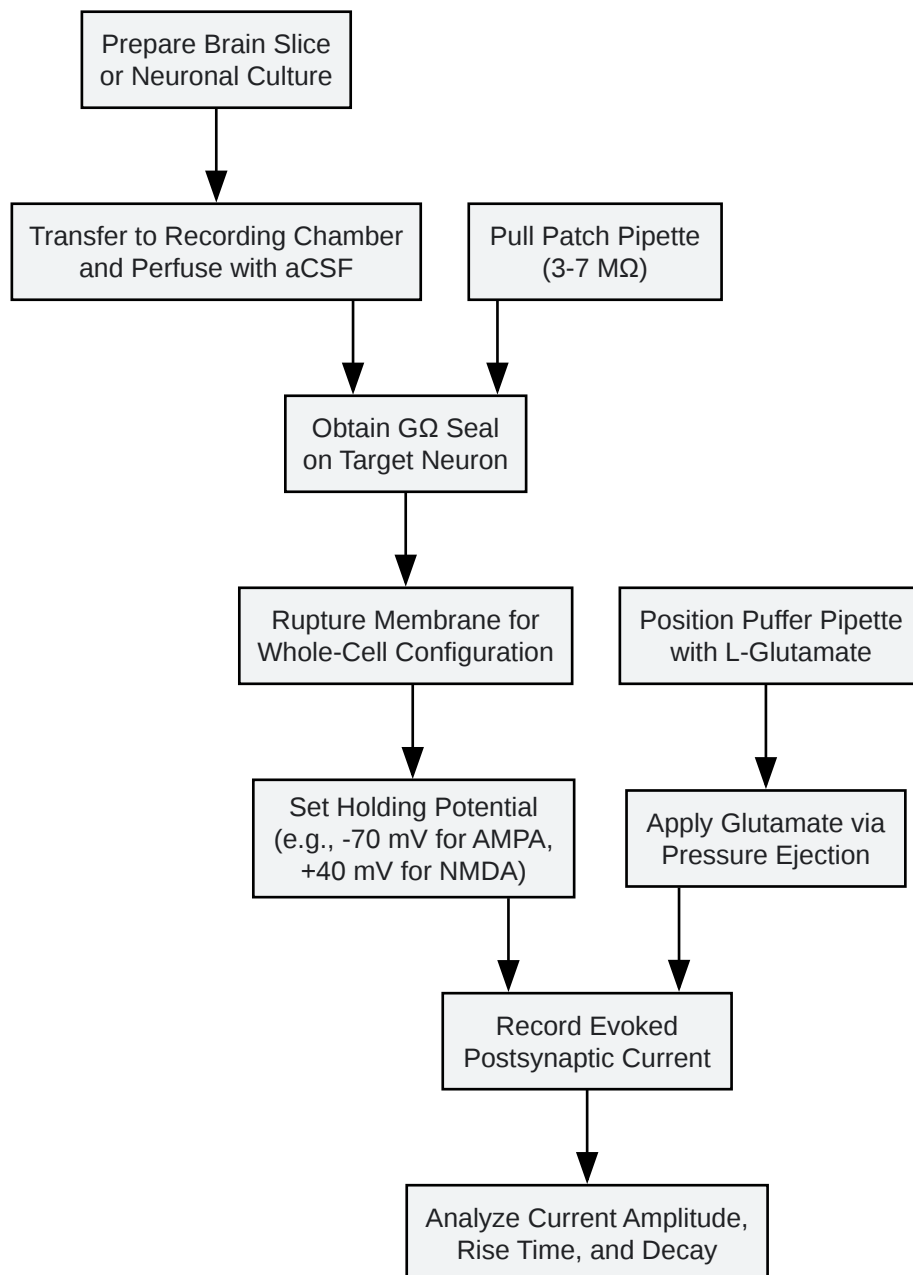 Prepare Brain Slice
or Neuronal Culture
Transfer to Recording Chamber
and Perfuse with aCSF
Pull Patch Pipette
(3-7 MΩ)
Obtain GΩ Seal
on Target Neuron
Rupture Membrane for
Whole-Cell Configuration
Position Puffer Pipette
with L-Glutamate
Set Holding Potential
(e.g., -70 mV for AMPA,
+40 mV for NMDA)
Apply Glutamate via
Pressure Ejection
Record Evoked
Postsynaptic Current
Analyze Current Amplitude,
Rise Time, and Decay